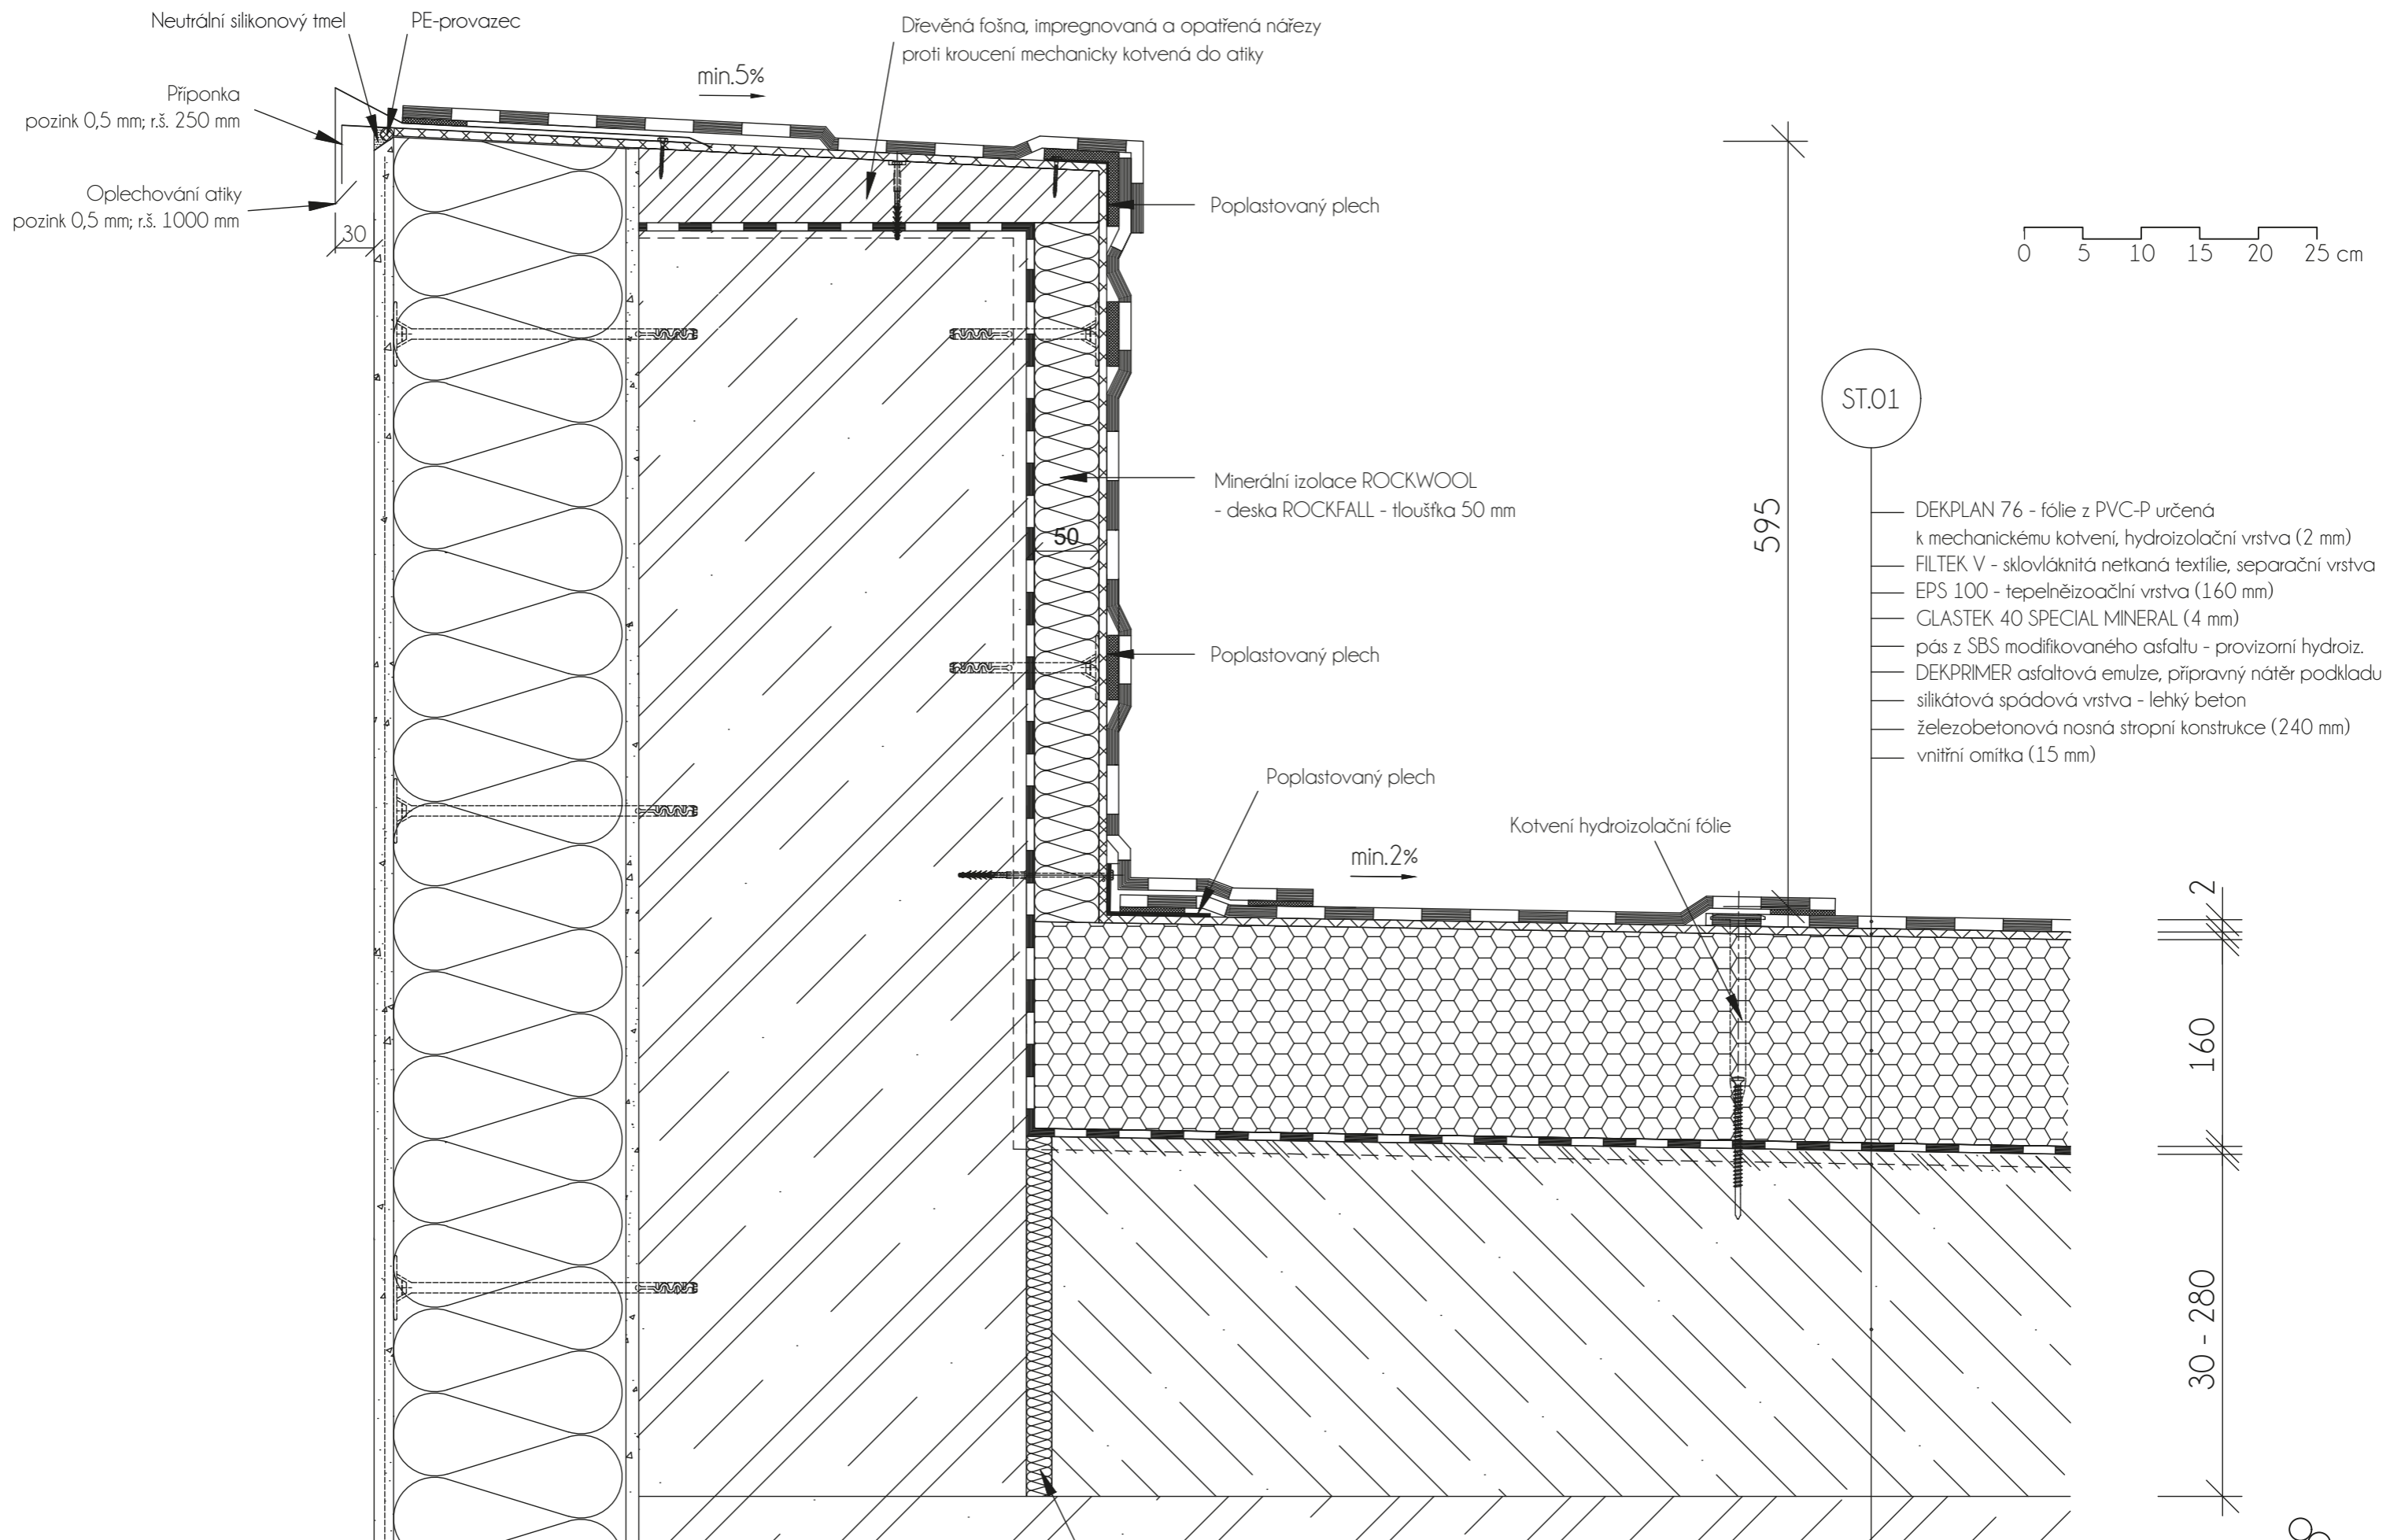 Neutrální silikonový tmel
PE-provazec
Dřevěná fošna, impregnovaná a opatřená nářezy
proti kroucení mechanicky kotvená do atiky
min.5%
Příponka
pozink 0,5 mm; r.š. 250 mm
Oplechování atiky
pozink 0,5 mm; r.š. 1000 mm
30
Poplastovaný plech
0 5 10 15 20 25 cm
ST.01
Minerální izolace ROCKWOOL
- deska ROCKFALL - tloušťka 50 mm
50
595
DEKPLAN 76 - fólie z PVC-P určená
k mechanickému kotvení, hydroizolační vrstva (2 mm)
FILTEK V - sklovláknitá netkaná textílie, separační vrstva
EPS 100 - tepelněizoačlní vrstva (160 mm)
GLASTEK 40 SPECIAL MINERAL (4 mm)
pás z SBS modifikovaného asfaltu - provizorní hydroiz.
DEKPRIMER asfaltová emulze, přípravný nátěr podkladu
silikátová spádová vrstva - lehký beton
železobetonová nosná stropní konstrukce (240 mm)
vnitřní omítka (15 mm)
Poplastovaný plech
Poplastovaný plech
Kotvení hydroizolační fólie
min.2%
2
160
30 - 280